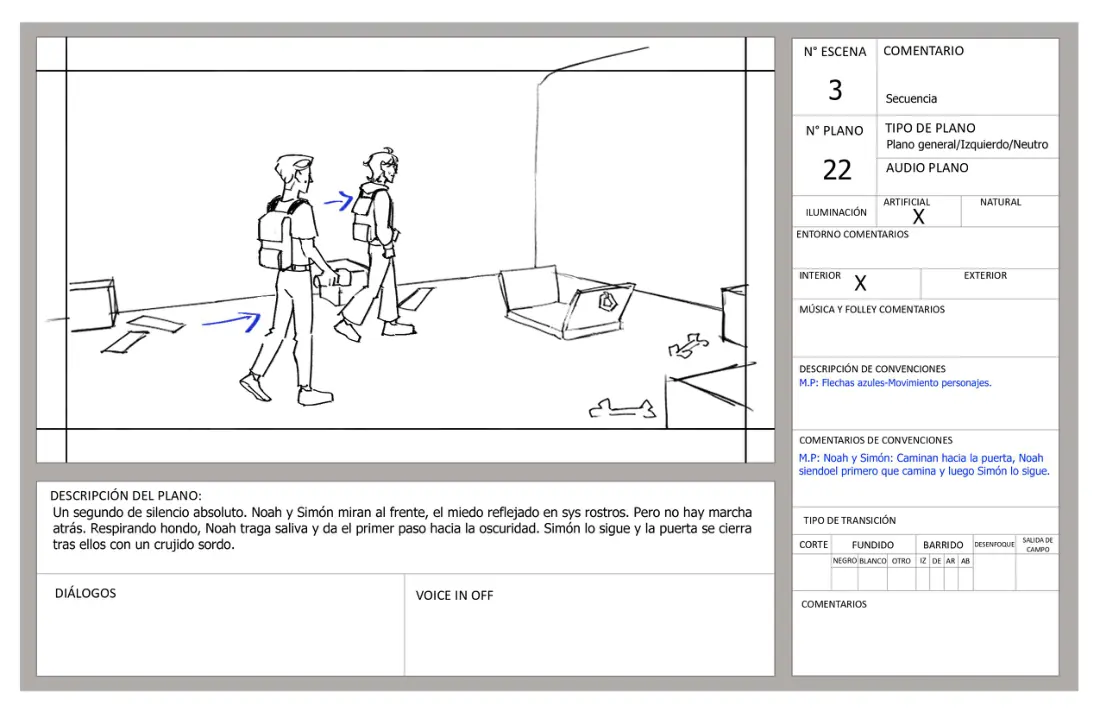 N° ESCENA
3
COMENTARIO
Secuencia
N° PLANO
22
TIPO DE PLANO
Plano general/Izquierdo/Neutro
AUDIO PLANO
ILUMINACIÓN
ARTIFICIAL
X
NATURAL
ENTORNO COMENTARIOS
INTERIOR X
EXTERIOR
MÚSICA Y FOLLEY COMENTARIOS
DESCRIPCIÓN DE CONVENCIONES
M.P: Flechas azules-Movimiento personajes.
COMENTARIOS DE CONVENCIONES
M.P: Noah y Simón: Caminan hacia la puerta, Noah
siendoel primero que camina y luego Simón lo sigue.
TIPO DE TRANSICIÓN
CORTE
FUNDIDO
BARRIDO
DESENFOQUE
SALIDA DE
CAMPO
NEGRO BLANCO OTRO
IZ DE AR AB
COMENTARIOS
DESCRIPCIÓN DEL PLANO:
Un segundo de silencio absoluto. Noah y Simón miran al frente, el miedo reflejado en sys rostros. Pero no hay marcha
atrás. Respirando hondo, Noah traga saliva y da el primer paso hacia la oscuridad. Simón lo sigue y la puerta se cierra
tras ellos con un crujido sordo.
DIÁLOGOS
VOICE IN OFF